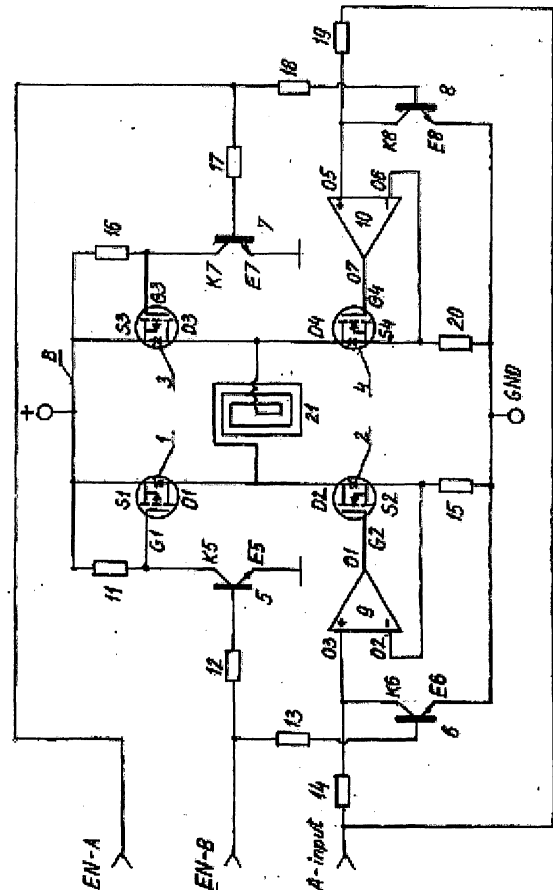 EN-A
EN-B
A-input
+
B
GND
1
2
3
4
5
6
7
8
9
10
11
12
13
14
15
16
17
18
19
20
21
S1
G1
D1
D2
G2
S2
S3
G3
D3
D4
G4
S4
K5
E5
K6
E6
K7
E7
K8
E8
O1
O2
O3
O5
O6
O7
+
-
+
-